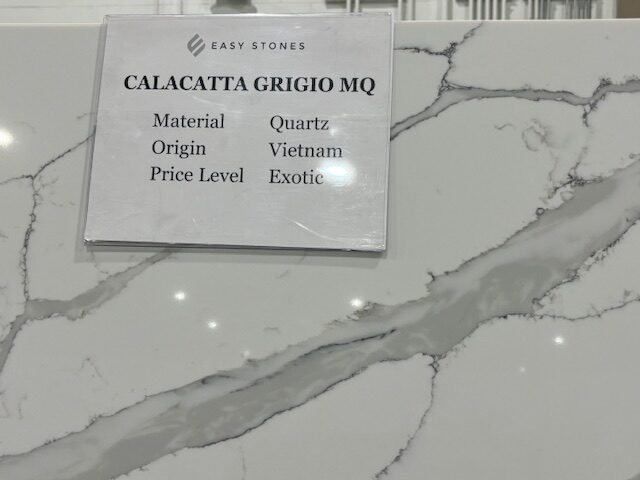 EASY STONES
CALACATTA GRIGIO MQ
Material Quartz
Origin Vietnam
Price Level Exotic